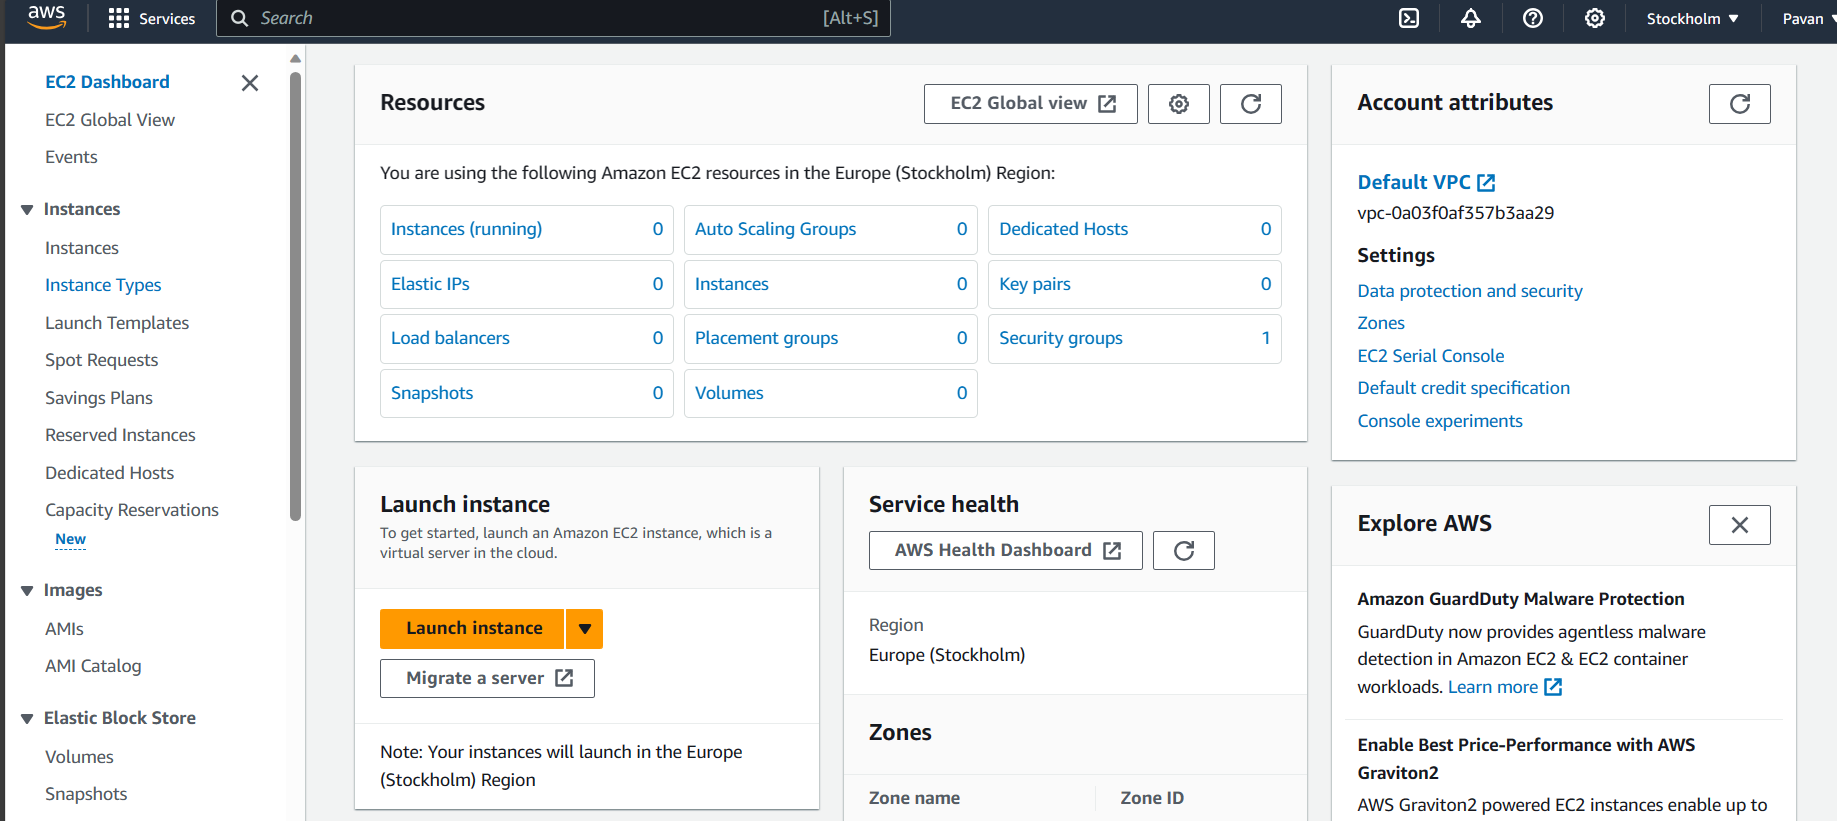 aws
Services
Search
[Alt+S]
Stockholm
Pavan
EC2 Dashboard
EC2 Global View
Events
Instances
Instances
Instance Types
Launch Templates
Spot Requests
Savings Plans
Reserved Instances
Dedicated Hosts
Capacity Reservations
New
Images
AMIs
AMI Catalog
Elastic Block Store
Volumes
Snapshots
Resources
EC2 Global view
You are using the following Amazon EC2 resources in the Europe (Stockholm) Region:
Instances (running) 0
Auto Scaling Groups 0
Dedicated Hosts 0
Elastic IPs 0
Instances 0
Key pairs 0
Load balancers 0
Placement groups 0
Security groups 1
Snapshots 0
Volumes 0
Launch instance
To get started, launch an Amazon EC2 instance, which is a
virtual server in the cloud.
Launch instance
Migrate a server
Note: Your instances will launch in the Europe
(Stockholm) Region
Service health
AWS Health Dashboard
Region
Europe (Stockholm)
Zones
Zone name
Zone ID
Account attributes
Default VPC
vpc-0a03f0af357b3aa29
Settings
Data protection and security
Zones
EC2 Serial Console
Default credit specification
Console experiments
Explore AWS
Amazon GuardDuty Malware Protection
GuardDuty now provides agentless malware
detection in Amazon EC2 & EC2 container
workloads. Learn more
Enable Best Price-Performance with AWS
Graviton2
AWS Graviton2 powered EC2 instances enable up to